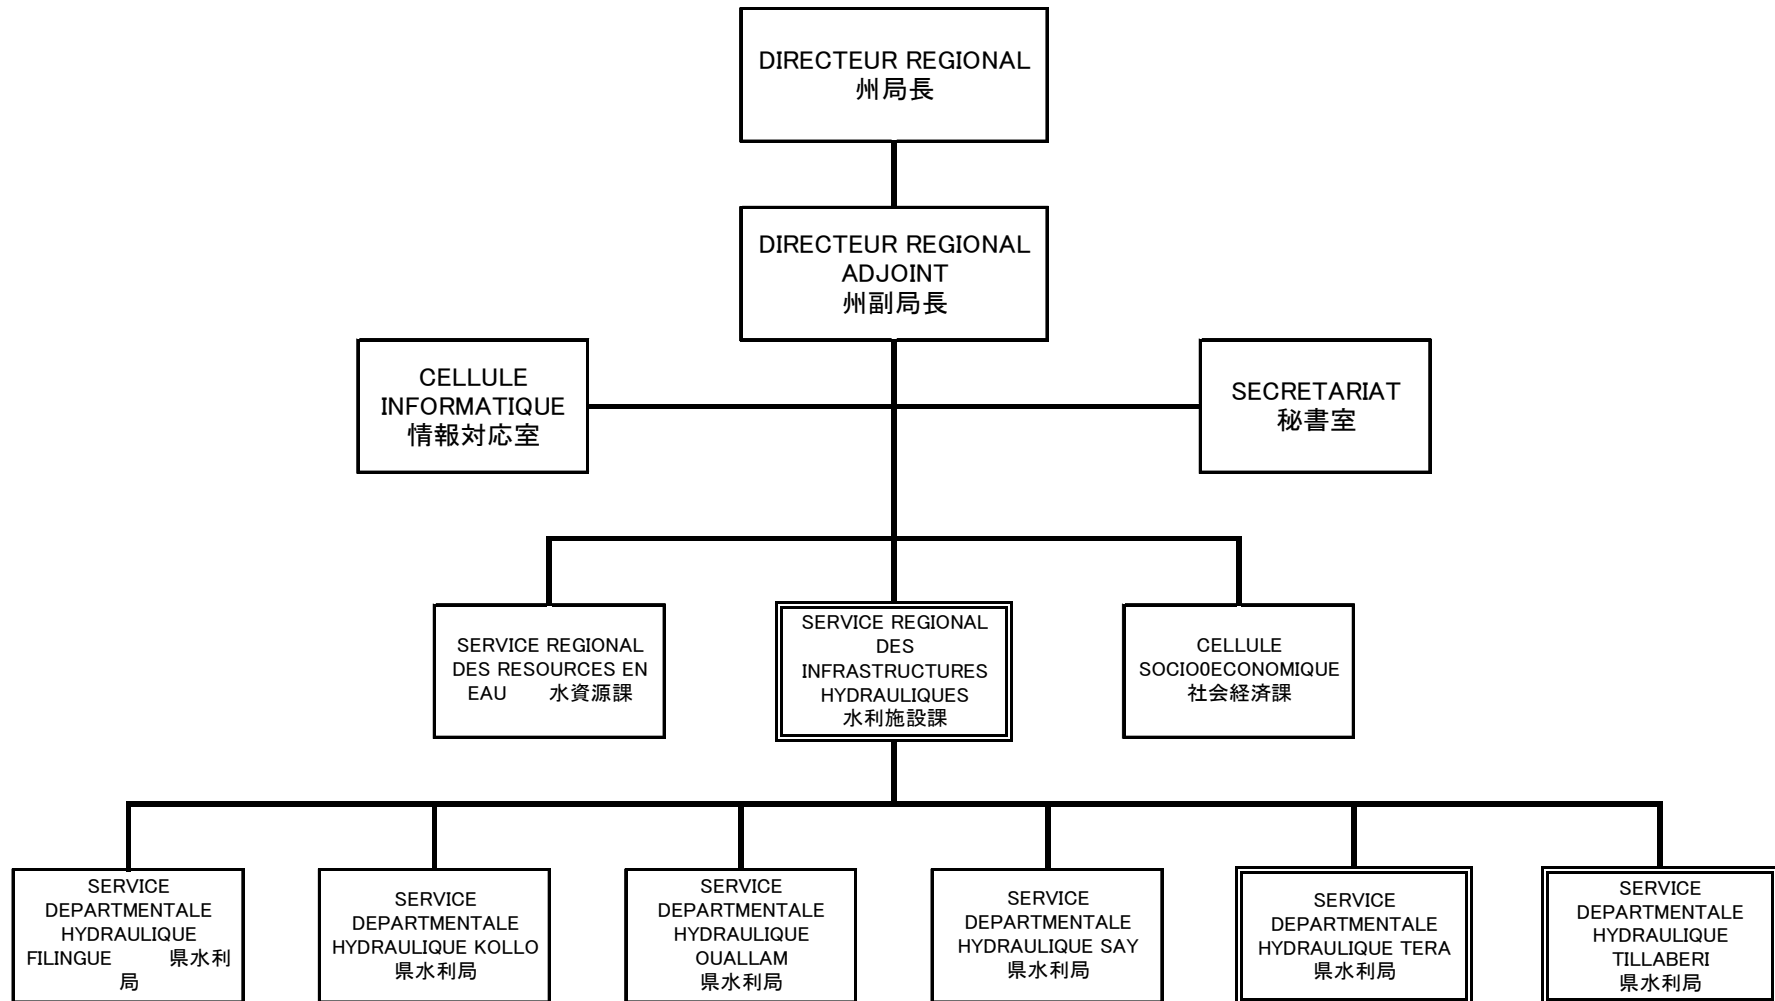 DIRECTEUR REGIONAL
州局長
DIRECTEUR REGIONAL
ADJOINT
州副局長
CELLULE
INFORMATIQUE
情報対応室
SECRETARIAT
秘書室
SERVICE REGIONAL
DES RESOURCES EN
EAU 水資源課
SERVICE REGIONAL
DES
INFRASTRUCTURES
HYDRAULIQUES
水利施設課
CELLULE
SOCIO0ECONOMIQUE
社会経済課
SERVICE
DEPARTMENTALE
HYDRAULIQUE
FILINGUE 県水利
局
SERVICE
DEPARTMENTALE
HYDRAULIQUE KOLLO
県水利局
SERVICE
DEPARTMENTALE
HYDRAULIQUE
OUALLAM
県水利局
SERVICE
DEPARTMENTALE
HYDRAULIQUE SAY
県水利局
SERVICE
DEPARTMENTALE
HYDRAULIQUE TERA
県水利局
SERVICE
DEPARTMENTALE
HYDRAULIQUE
TILLABERI
県水利局